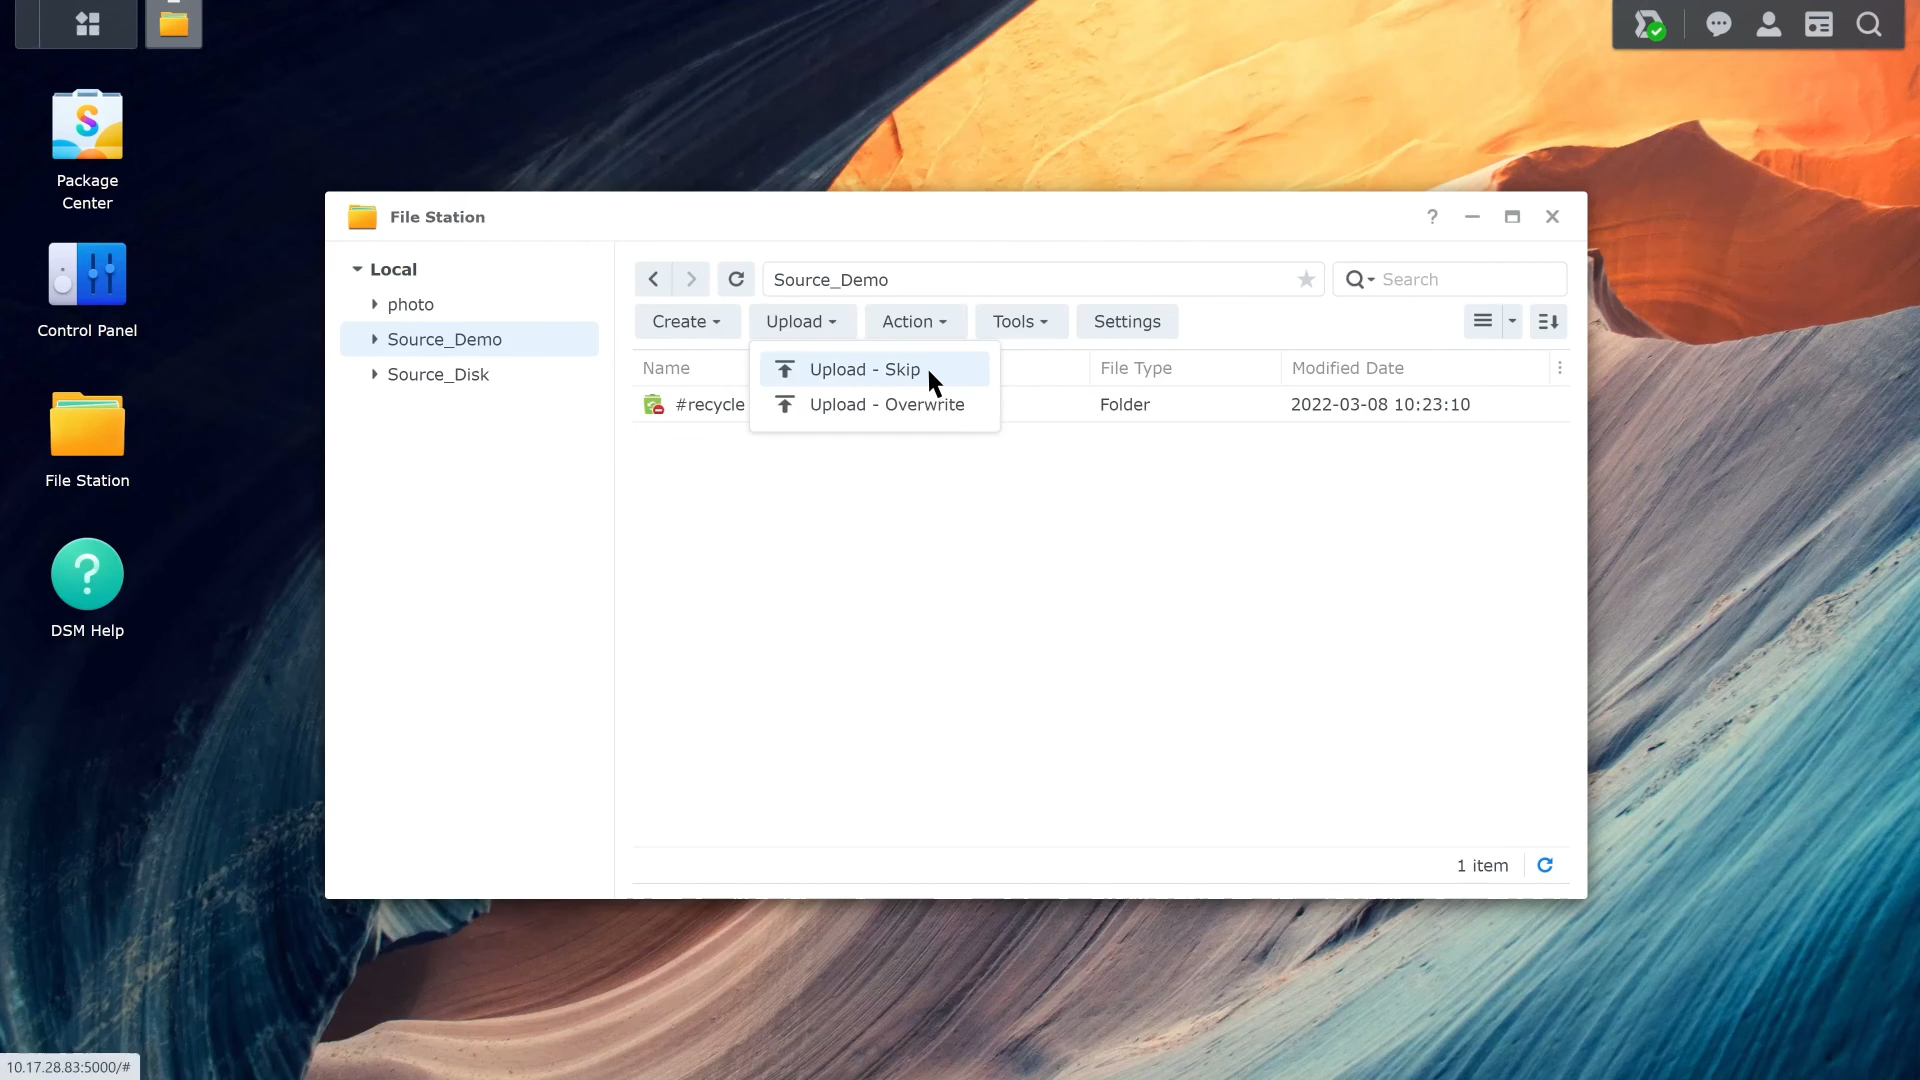 Package
Center
Control Panel
File Station
DSM Help
File Station
Local
photo
Source_Demo
Source_Disk
Source_Demo
Search
Create
Upload
Action
Tools
Settings
Upload - Skip
Upload - Overwrite
Name
File Type
Modified Date
#recycle
Folder
2022-03-08 10:23:10
1 item
10.17.28.83:5000/#